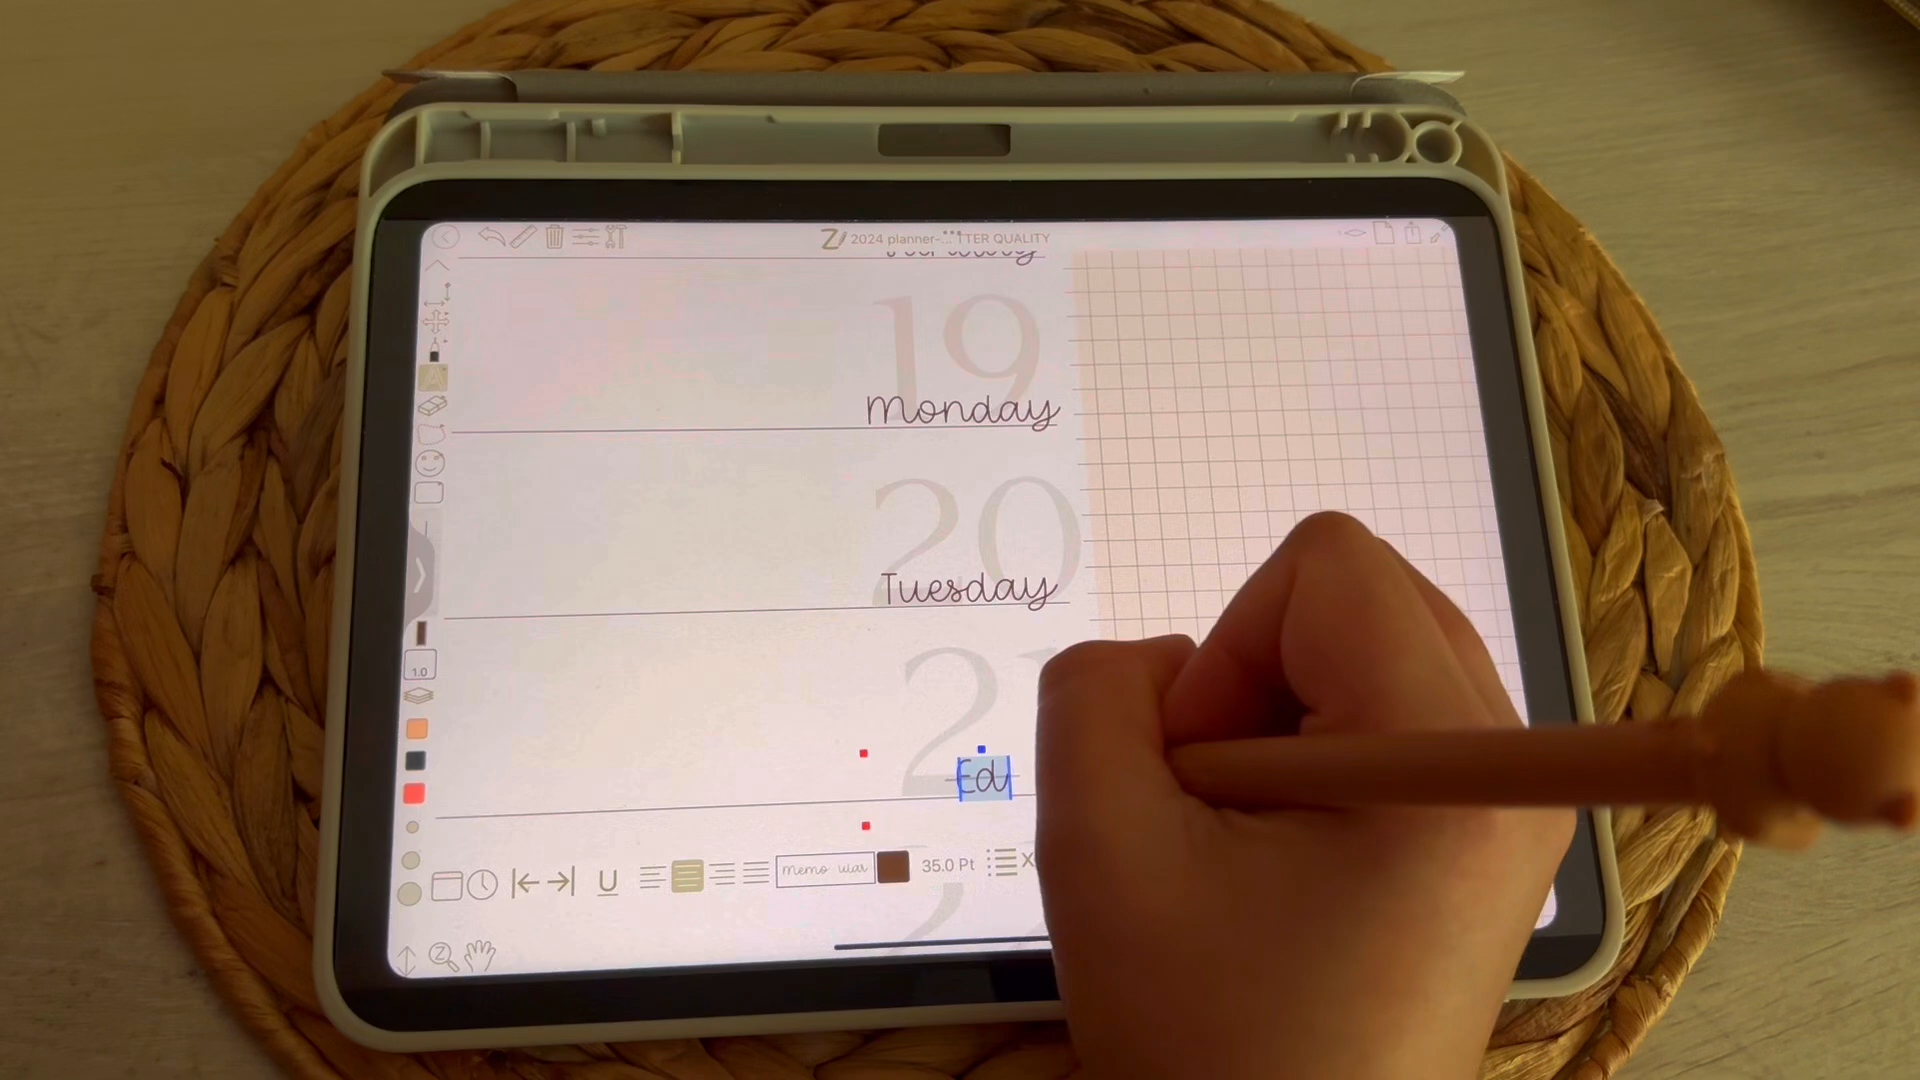 2024 planner-... TTER QUALITY
19
Monday
20
Tuesday
21
Ed
1.0
U
memo
35.0 Pt
X
Z